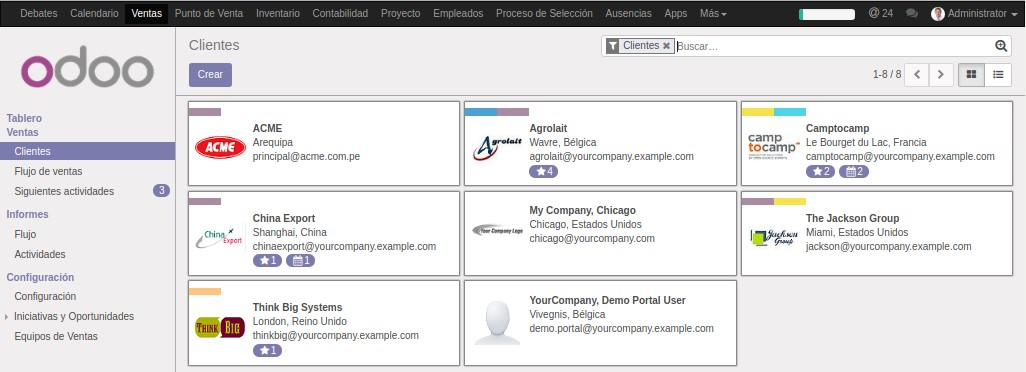 Debates Calendario Ventas Punto de Venta Inventario Contabilidad Proyecto Empleados Proceso de Selección Ausencias Apps Más @ 24 Administrator
odoo
Clientes
Clientes Buscar...
Crear
1-8 / 8
Tablero
Ventas
Clientes
Flujo de ventas
Siguientes actividades 3
Informes
Flujo
Actividades
Configuración
Configuración
Iniciativas y Oportunidades
Equipos de Ventas
ACME
ACME
Arequipa
principal@acme.com.pe
Agrolait
Agrolait
Wavre, Bélgica
agrolait@yourcompany.example.com
4
camp
to camp
Camptocamp
Le Bourget du Lac, Francia
camptocamp@yourcompany.example.com
2 2
China
Export
China Export
Shanghai, China
chinaexport@yourcompany.example.com
1 1
Your Company Logo
My Company, Chicago
Chicago, Estados Unidos
chicago@yourcompany.example.com
Jackson
Group
The Jackson Group
Miami, Estados Unidos
jackson@yourcompany.example.com
THINK BIG
Think Big Systems
London, Reino Unido
thinkbig@yourcompany.example.com
1
YourCompany, Demo Portal User
Vivegnis, Bélgica
demo.portal@yourcompany.example.com